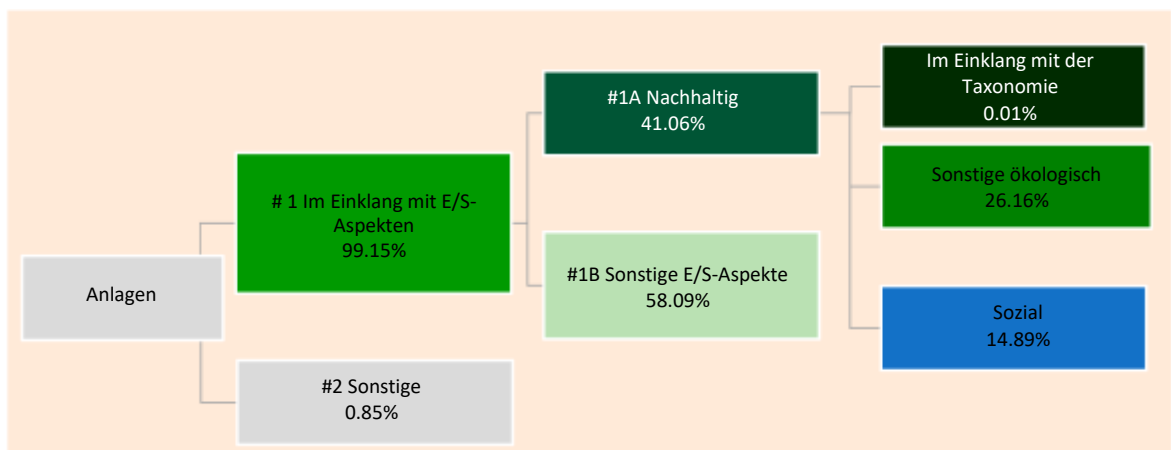 Anlagen
# 1 Im Einklang mit E/S-
Aspekten
99.15%
#2 Sonstige
0.85%
#1A Nachhaltig
41.06%
#1B Sonstige E/S-Aspekte
58.09%
Im Einklang mit der
Taxonomie
0.01%
Sonstige ökologisch
26.16%
Sozial
14.89%